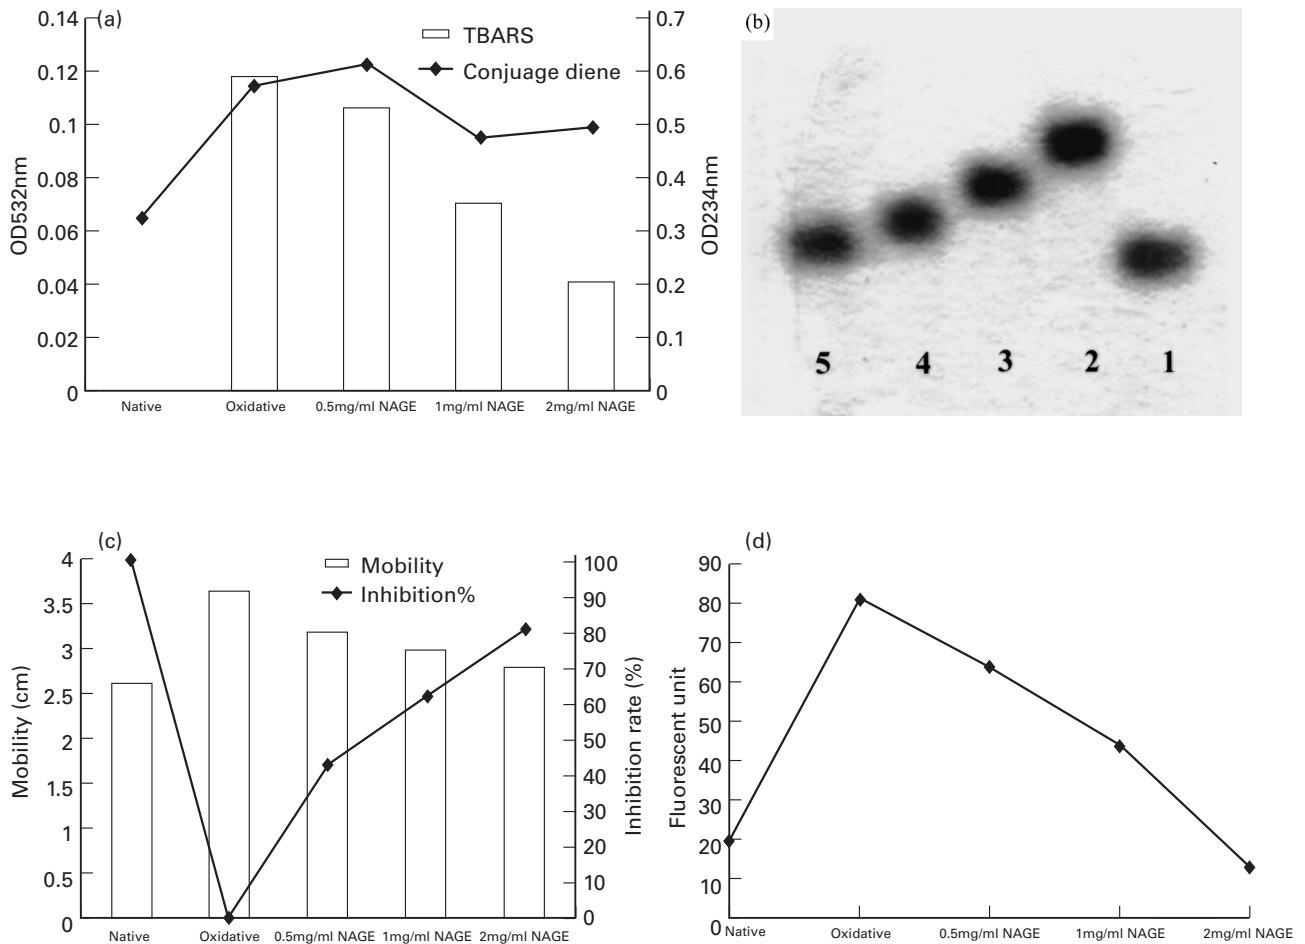 (a)
TBARS
Conjuage diene
OD532nm
0.14
0.12
0.1
0.08
0.06
0.04
0.02
0
OD234nm
0.7
0.6
0.5
0.4
0.3
0.2
0.1
0
Native Oxidative 0.5mg/ml NAGE 1mg/ml NAGE 2mg/ml NAGE
(b)
5 4 3 2 1
(c)
Mobility
Inhibition%
Mobility (cm)
4
3.5
3
2.5
2
1.5
1
0.5
0
Inhibition rate (%)
100
90
80
70
60
50
40
30
20
10
0
Native Oxidative 0.5mg/ml NAGE 1mg/ml NAGE 2mg/ml NAGE
(d)
Fluorescent unit
90
80
70
60
50
40
30
20
10
0
Native Oxidative 0.5mg/ml NAGE 1mg/ml NAGE 2mg/ml NAGE